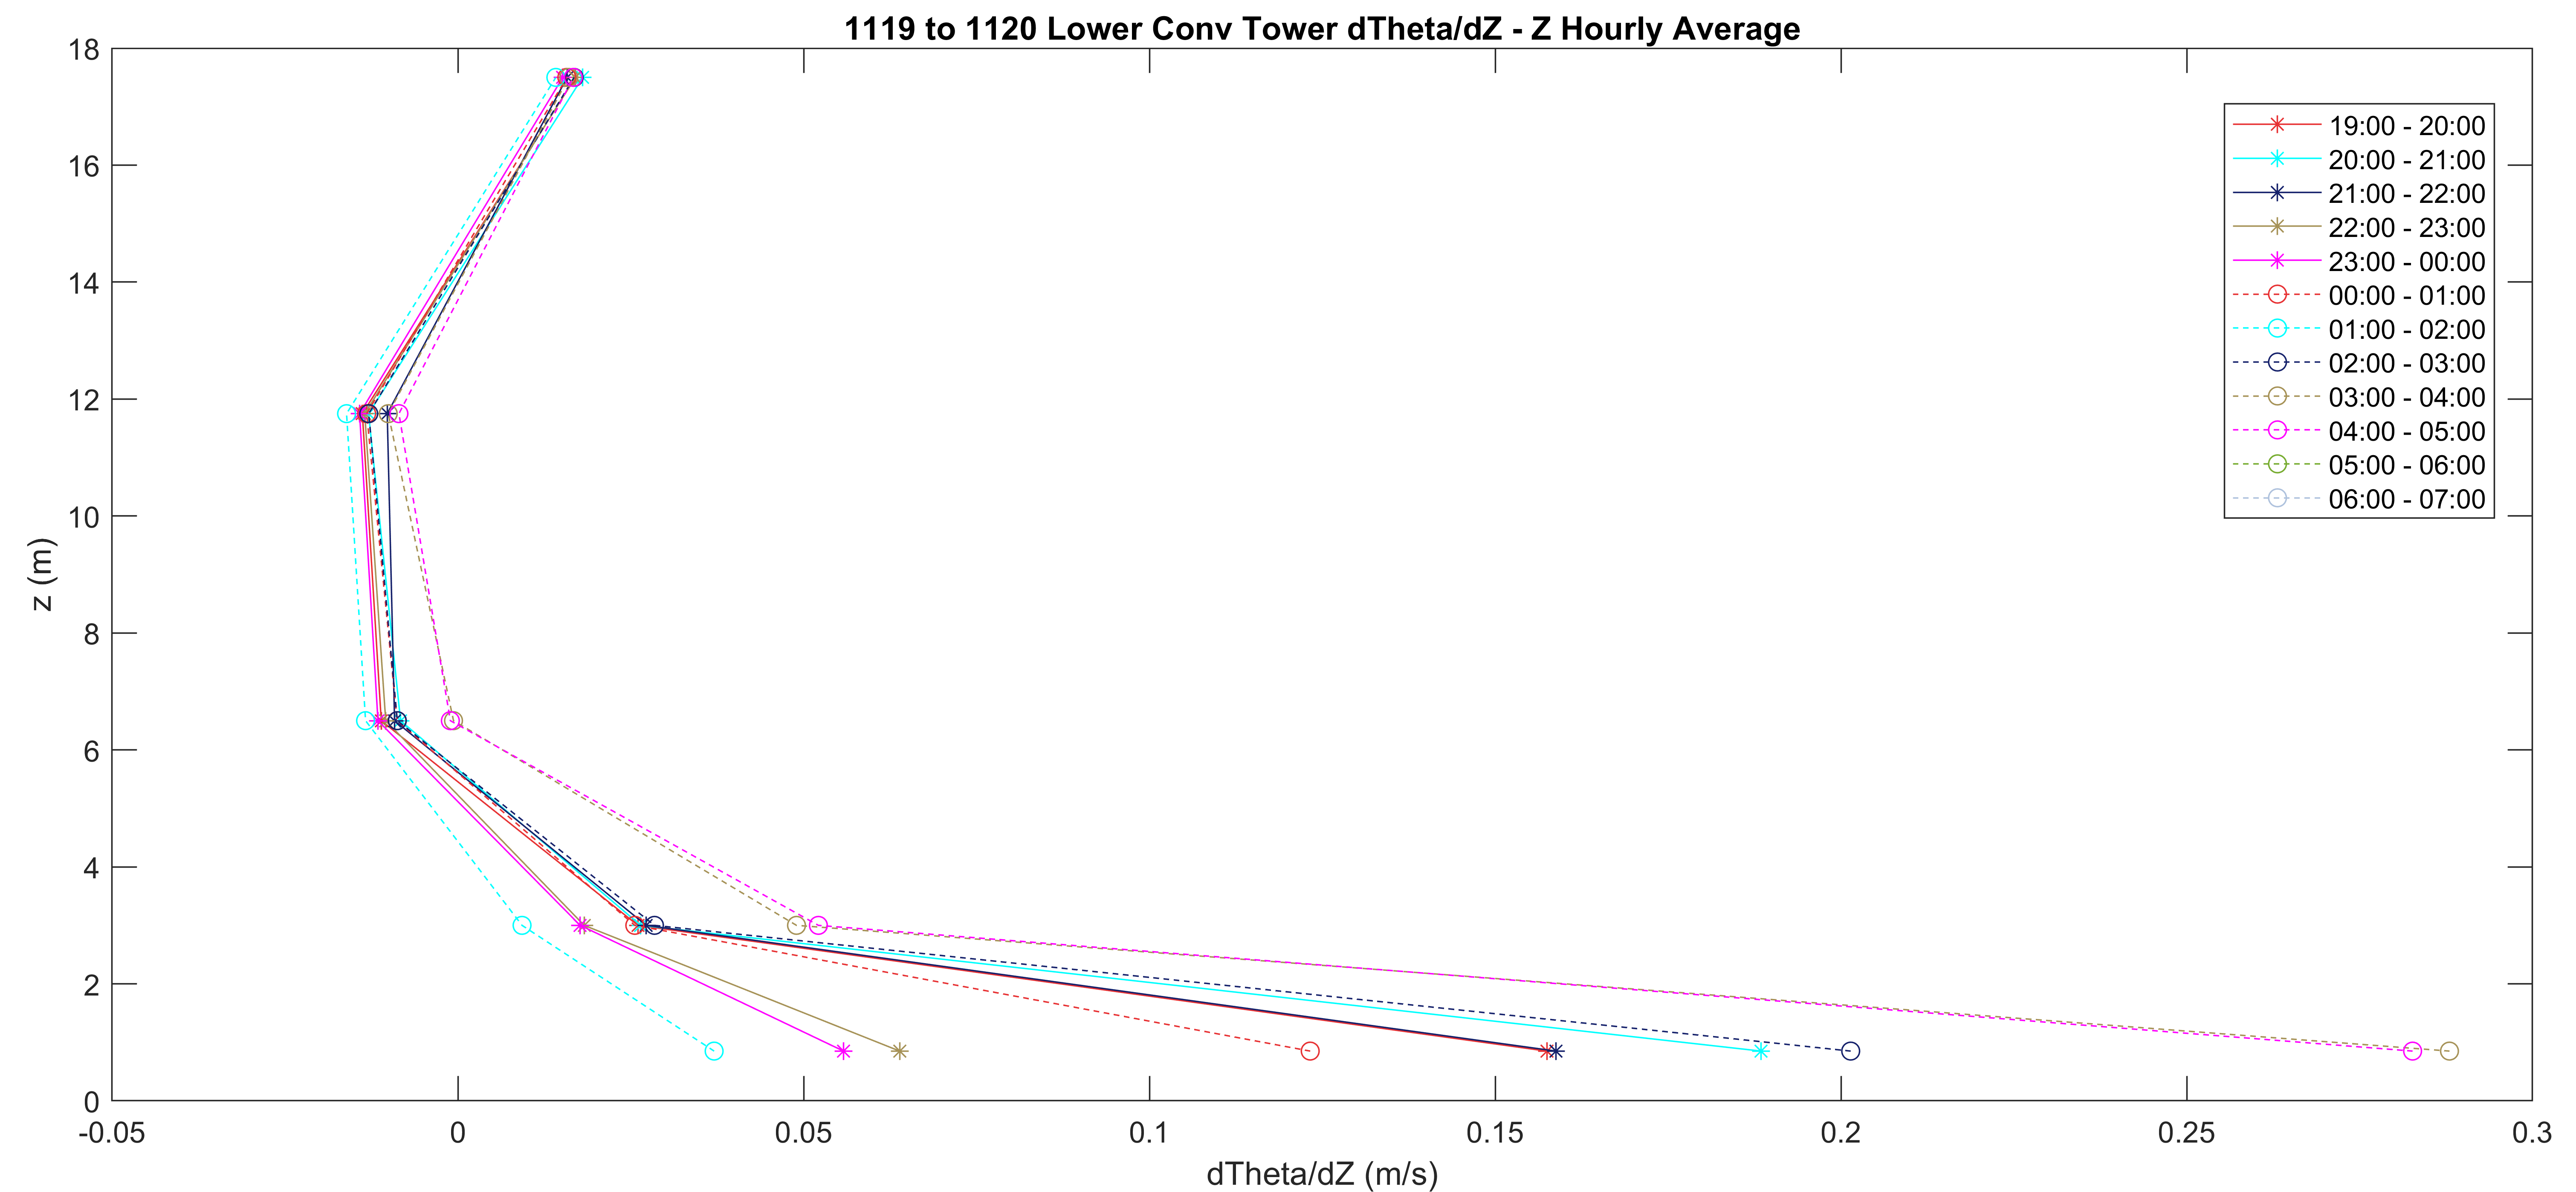 1119 to 1120 Lower Conv Tower dTheta/dZ - Z Hourly Average
18
16
14
12
10
8
6
4
2
0
z (m)
-0.05
0
0.05
0.1
0.15
0.2
0.25
0.3
dTheta/dZ (m/s)
19:00 - 20:00
20:00 - 21:00
21:00 - 22:00
22:00 - 23:00
23:00 - 00:00
00:00 - 01:00
01:00 - 02:00
02:00 - 03:00
03:00 - 04:00
04:00 - 05:00
05:00 - 06:00
06:00 - 07:00